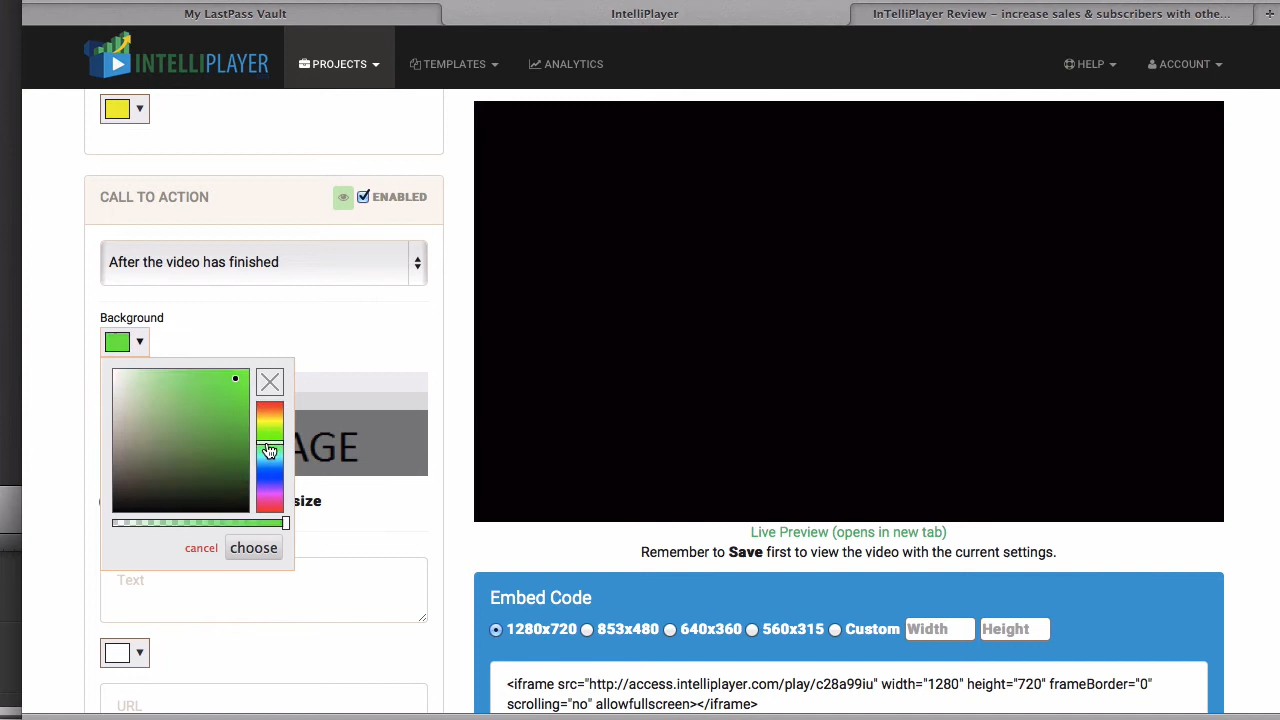 My LastPass Vault
IntelliPlayer
InTelliPlayer Review – increase sales & subscribers with othe...
INTELLIPLAYER
PROJECTS
TEMPLATES
ANALYTICS
HELP
ACCOUNT
CALL TO ACTION
ENABLED
After the video has finished
Background
AGE
size
cancel
choose
Text
URL
Live Preview (opens in new tab)
Remember to Save first to view the video with the current settings.
Embed Code
1280x720 853x480 640x360 560x315 Custom Width Height
<iframe src="http://access.intelliplayer.com/play/c28a99iu" width="1280" height="720" frameBorder="0"
scrolling="no" allowfullscreen></iframe>